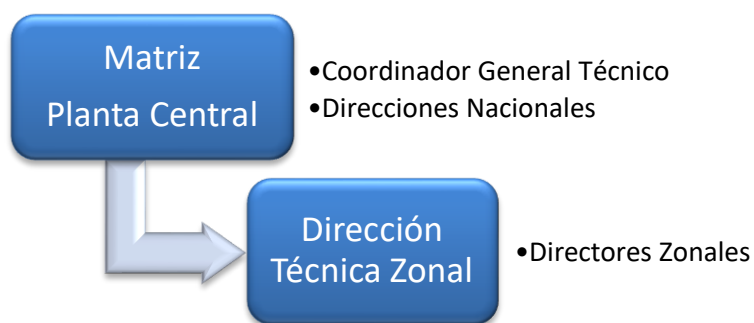 Matriz
Planta Central
•Coordinador General Técnico
•Direcciones Nacionales
Dirección
Técnica Zonal
•Directores Zonales